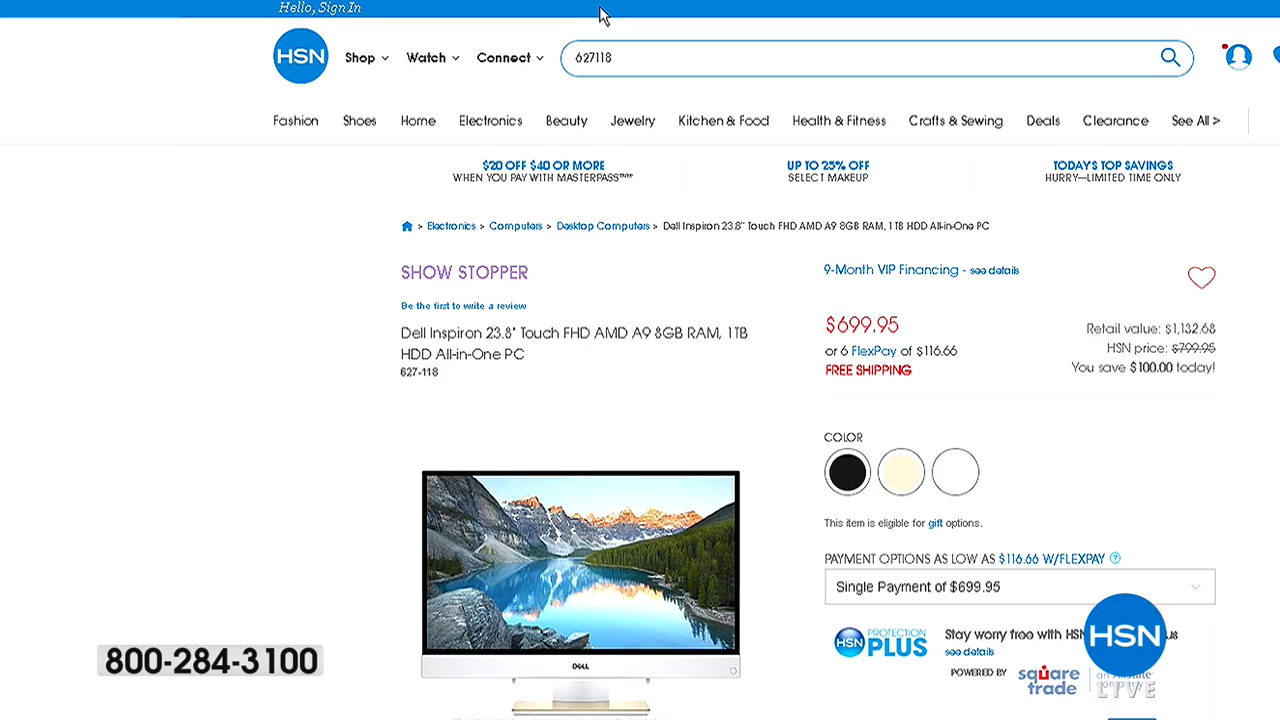 Hello, Sign In
HSN
Shop
Watch
Connect
627118
Fashion
Shoes
Home
Electronics
Beauty
Jewelry
Kitchen & Food
Health & Fitness
Crafts & Sewing
Deals
Clearance
See All >
$20 OFF $40 OR MORE
WHEN YOU PAY WITH MASTERPASS
UP TO 25% OFF
SELECT MAKEUP
TODAY'S TOP SAVINGS
HURRY—LIMITED TIME ONLY
> Electronics > Computers > Desktop Computers > Dell Inspiron 23.8" Touch FHD AMD A9 8GB RAM, 1TB HDD All-in-One PC
SHOW STOPPER
Be the first to write a review
Dell Inspiron 23.8" Touch FHD AMD A9 8GB RAM, 1TB
HDD All-in-One PC
627-118
9-Month VIP Financing - see details
$699.95
or 6 FlexPay of $116.66
FREE SHIPPING
Retail value: $1,132.68
HSN price: $799.95
You save $100.00 today!
COLOR
This item is eligible for gift options.
PAYMENT OPTIONS AS LOW AS $116.66 W/FLEXPAY ?
Single Payment of $699.95
HSN PROTECTION PLUS
Stay worry free with HSN
see details
POWERED BY
square trade
HSN
LIVE
DELL
800-284-3100